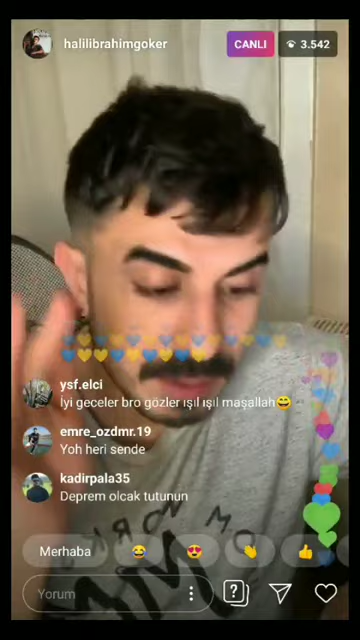 halilibrahimgoker
CANLI
3.542
ysf.elci
İyi geceler bro gözler ışıl ışıl maşallah😄
emre_ozdmr.19
Yoh heri sende
kadirpala35
Deprem olcak tutunun
Merhaba
Yorum